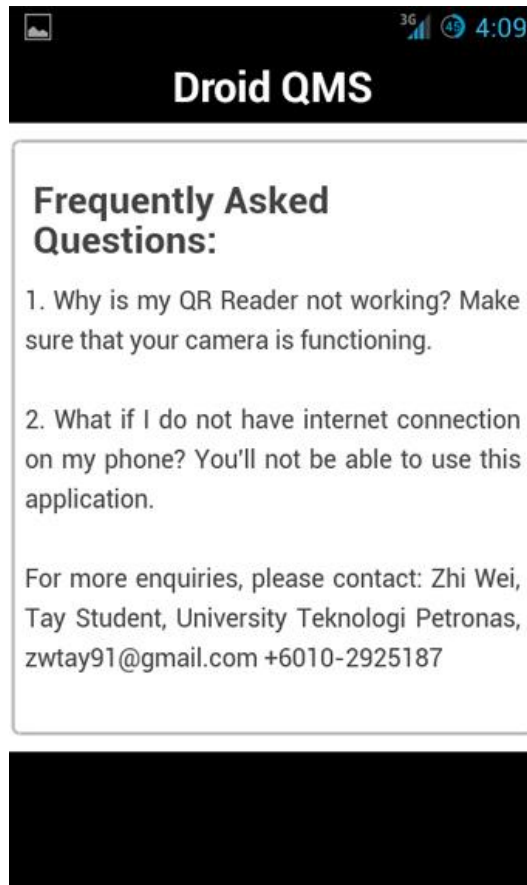 3G 45 4:09
Droid QMS
Frequently Asked
Questions:
1. Why is my QR Reader not working? Make
sure that your camera is functioning.
2. What if I do not have internet connection
on my phone? You'll not be able to use this
application.
For more enquiries, please contact: Zhi Wei,
Tay Student, University Teknologi Petronas,
zwtay91@gmail.com +6010-2925187